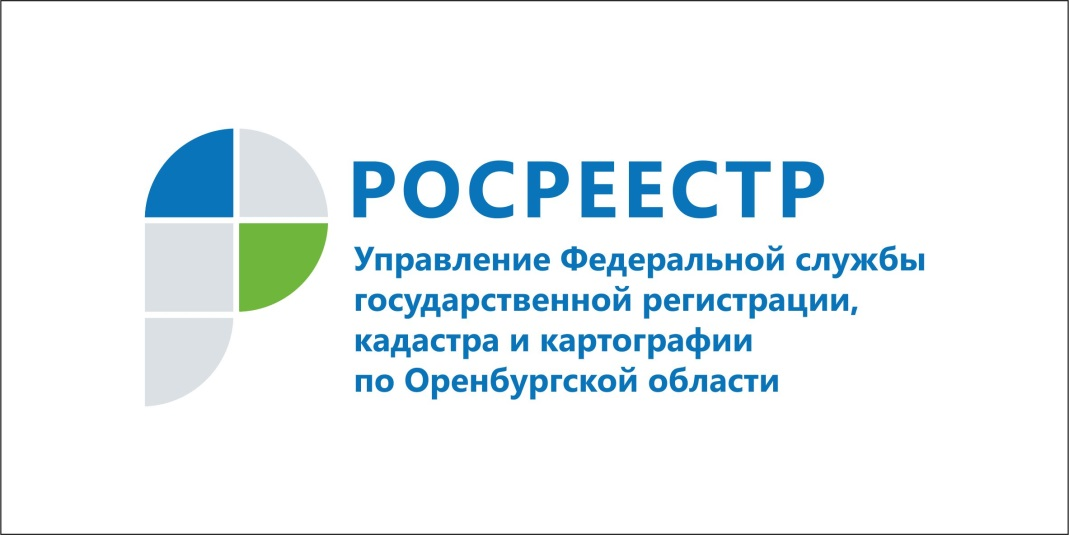 РОСРЕЕСТР
Управление Федеральной службы
государственной регистрации,
кадастра и картографии
по Оренбургской области